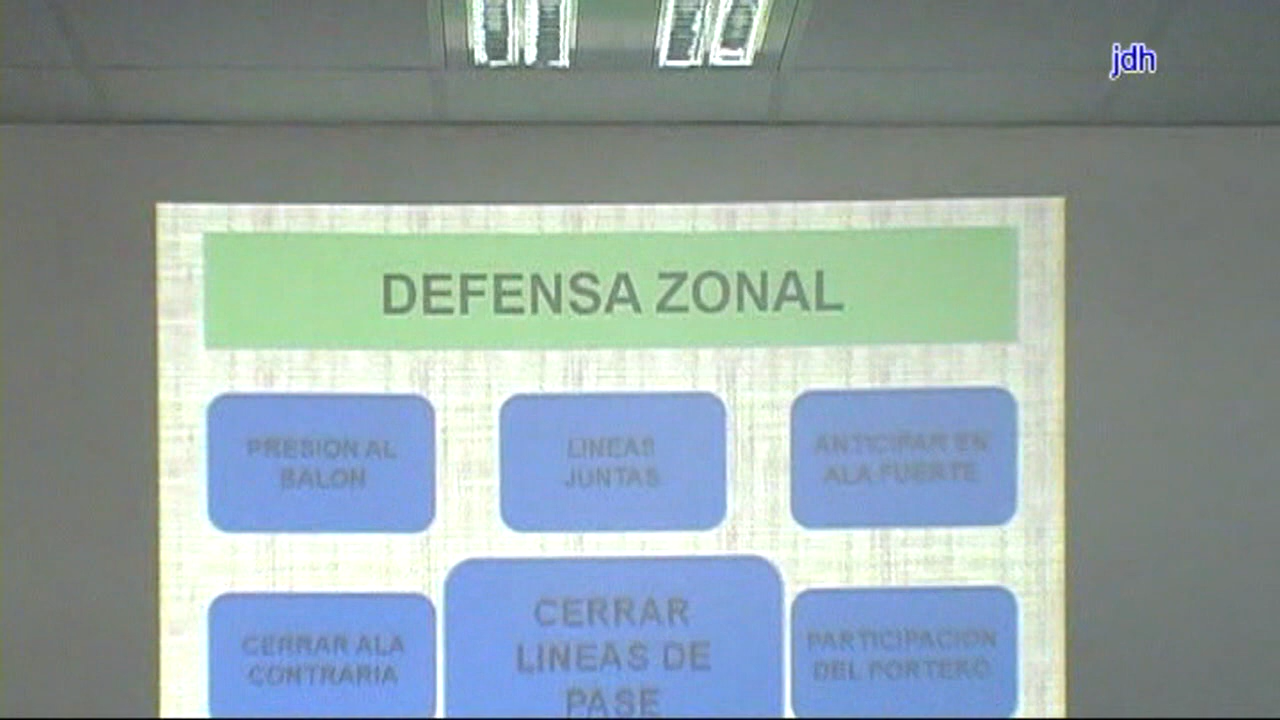 jdh
DEFENSA ZONAL
PRESION AL
BALON
LINEAS
JUNTAS
ANTICIPAR EN
ALA FUERTE
CERRAR ALA
CONTRARIA
CERRAR
LINEAS DE
PASE
PARTICIPACION
DEL PORTERO